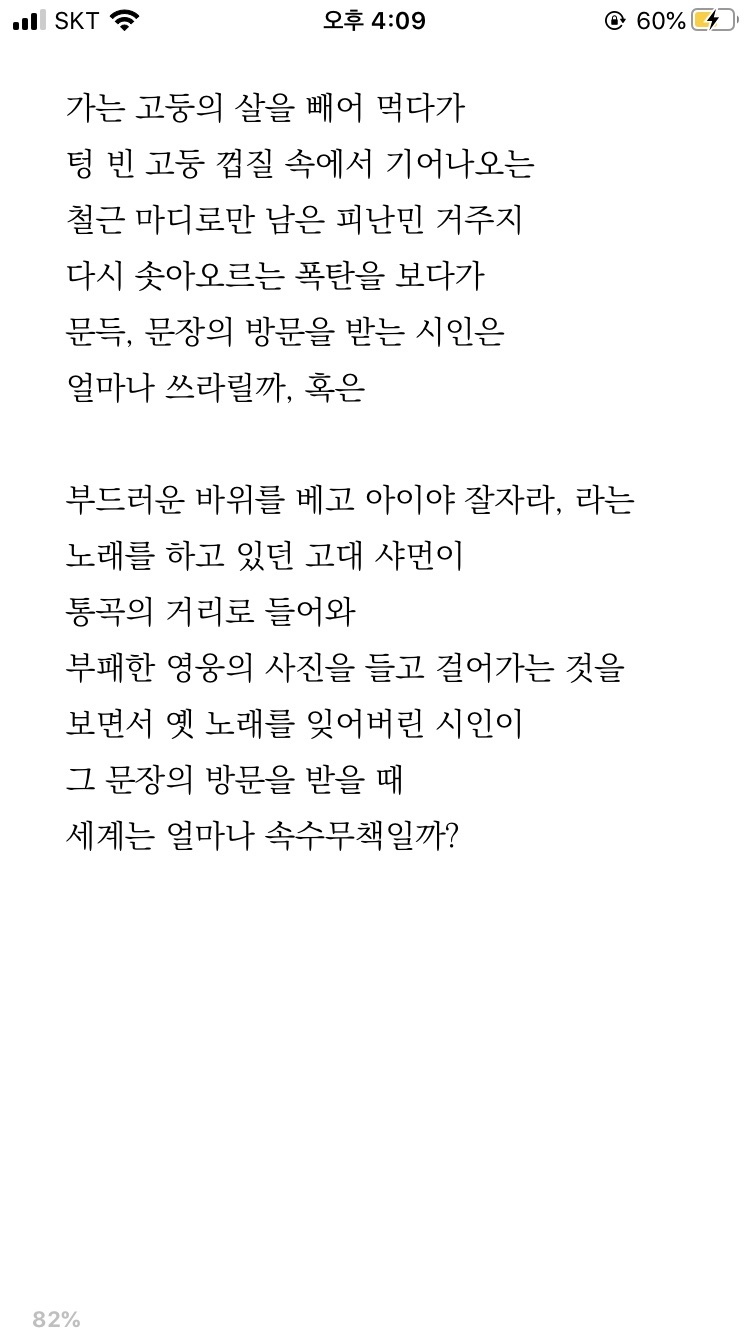 SKT 오후 4:09 60%
가는 고둥의 살을 빼어 먹다가
텅 빈 고둥 껍질 속에서 기어나오는
철근 마디로만 남은 피난민 거주지
다시 솟아오르는 폭탄을 보다가
문득, 문장의 방문을 받는 시인은
얼마나 쓰라릴까, 혹은
부드러운 바위를 베고 아이야 잘자라, 라는
노래를 하고 있던 고대 샤먼이
통곡의 거리로 들어와
부패한 영웅의 사진을 들고 걸어가는 것을
보면서 옛 노래를 잊어버린 시인이
그 문장의 방문을 받을 때
세계는 얼마나 속수무책일까?
82%